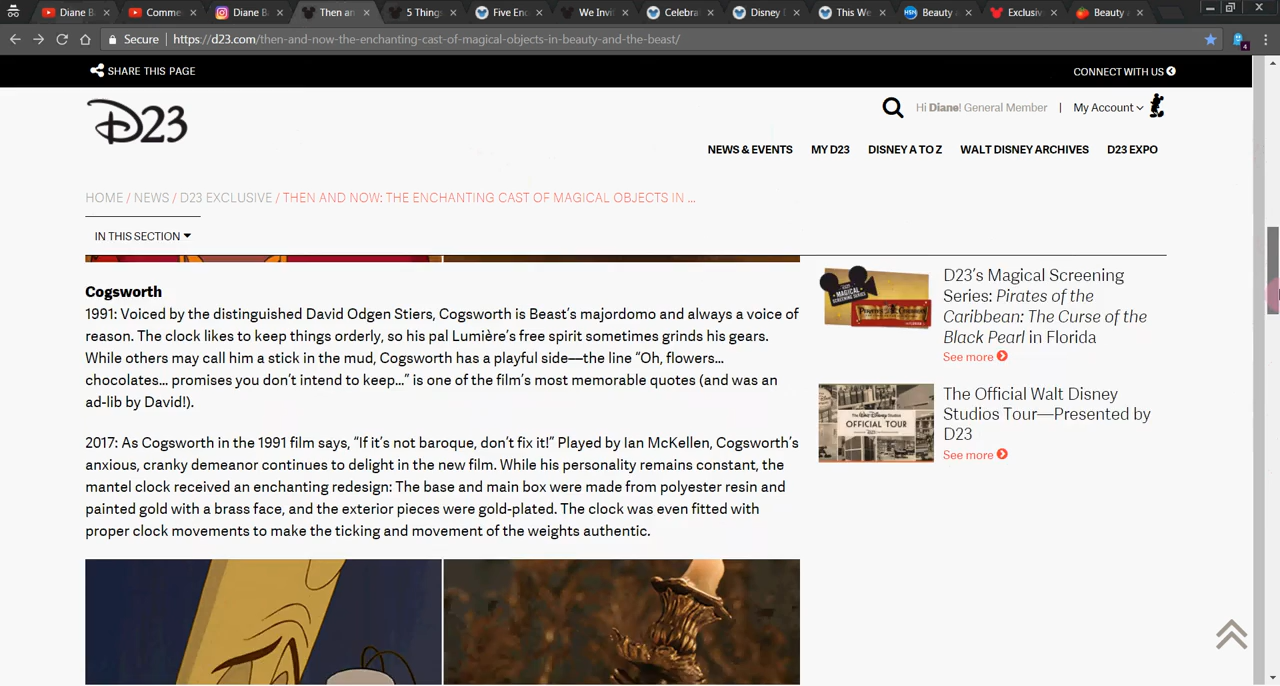 Diane B
Comme
Diane B
Then an
5 Thing
Five Enc
We Invi
Celebra
Disney
This We
HSN Beauty
Exclusiv
Beauty
Secure https://d23.com/then-and-now-the-enchanting-cast-of-magical-objects-in-beauty-and-the-beast/
4
SHARE THIS PAGE
CONNECT WITH US
D23
Hi Diane! General Member | My Account
NEWS & EVENTS MY D23 DISNEY A TO Z WALT DISNEY ARCHIVES D23 EXPO
HOME / NEWS / D23 EXCLUSIVE / THEN AND NOW: THE ENCHANTING CAST OF MAGICAL OBJECTS IN ...
IN THIS SECTION
Cogsworth
1991: Voiced by the distinguished David Odgen Stiers, Cogsworth is Beast's majordomo and always a voice of
reason. The clock likes to keep things orderly, so his pal Lumière's free spirit sometimes grinds his gears.
While others may call him a stick in the mud, Cogsworth has a playful side—the line “Oh, flowers…
chocolates… promises you don't intend to keep…” is one of the film's most memorable quotes (and was an
ad-lib by David!).
2017: As Cogsworth in the 1991 film says, “If it's not baroque, don't fix it!” Played by Ian McKellen, Cogsworth's
anxious, cranky demeanor continues to delight in the new film. While his personality remains constant, the
mantel clock received an enchanting redesign: The base and main box were made from polyester resin and
painted gold with a brass face, and the exterior pieces were gold-plated. The clock was even fitted with
proper clock movements to make the ticking and movement of the weights authentic.
D23's Magical Screening
Series: Pirates of the
Caribbean: The Curse of the
Black Pearl in Florida
See more
OFFICIAL TOUR
The Official Walt Disney
Studios Tour—Presented by
D23
See more